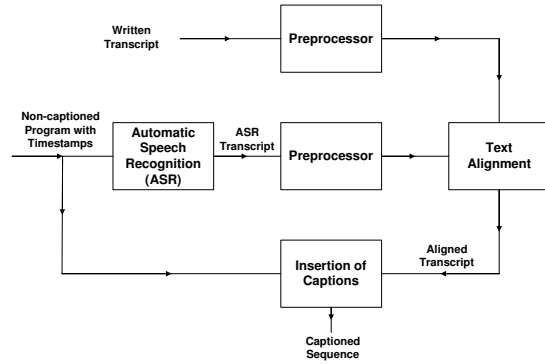 Written
Transcript
Preprocessor
Non-captioned
Program with
Timestamps
Automatic
Speech
Recognition
(ASR)
ASR
Transcript
Preprocessor
Text
Alignment
Insertion of
Captions
Aligned
Transcript
Captioned
Sequence